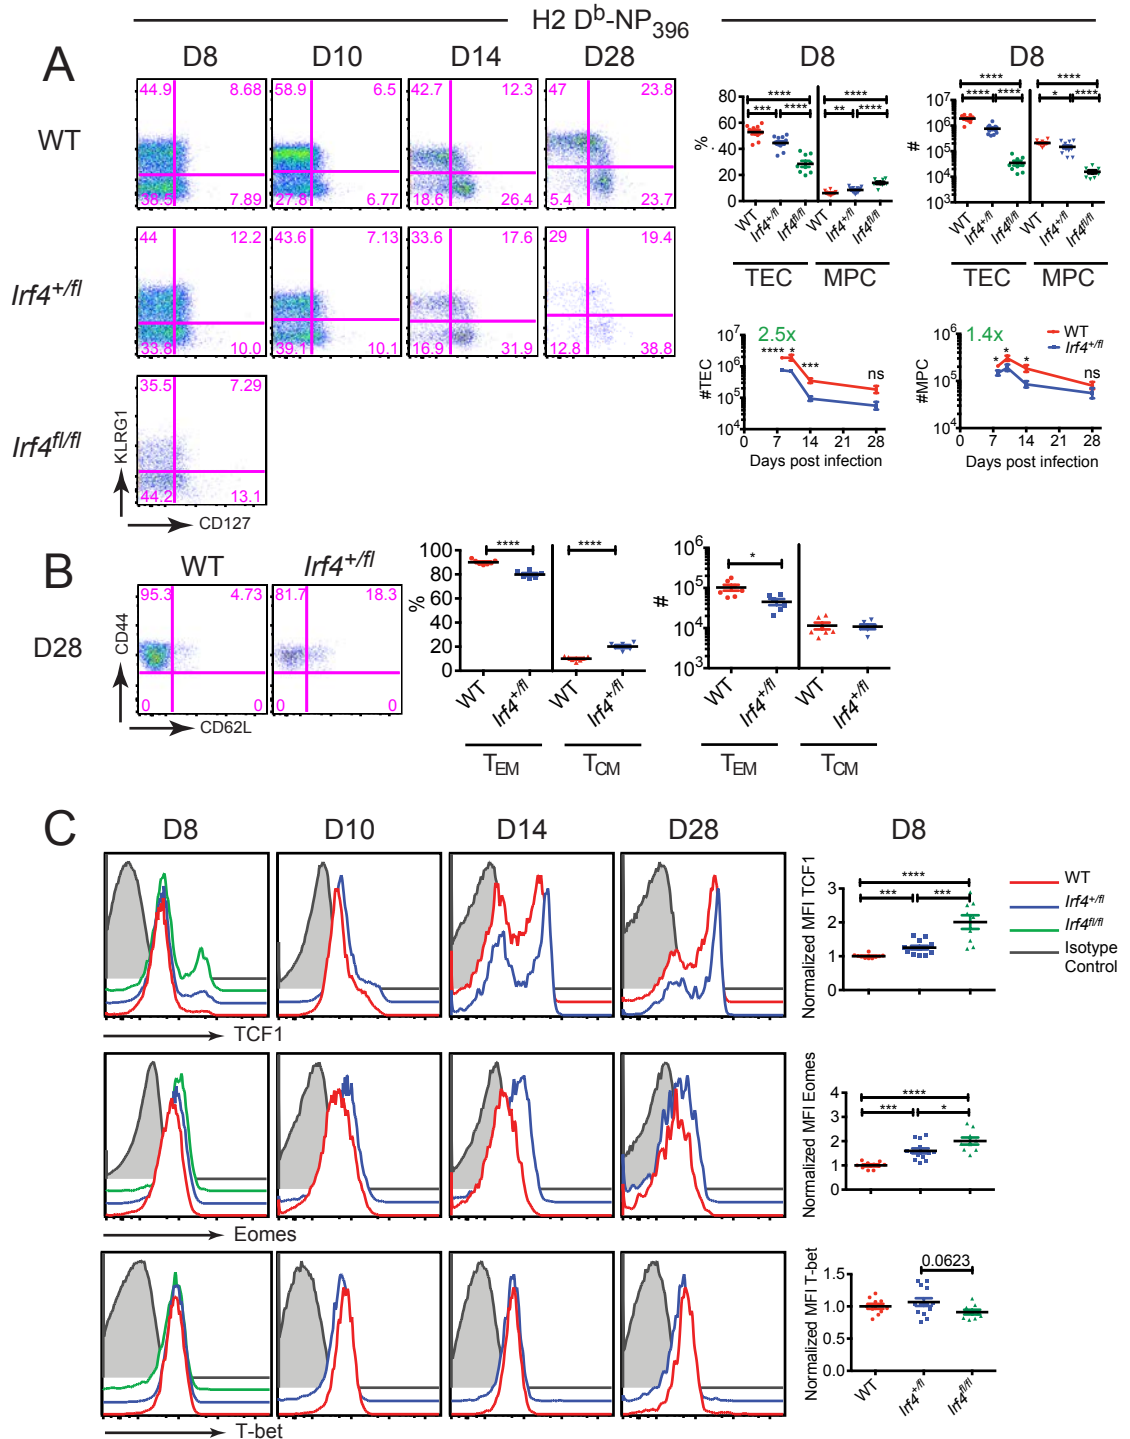 H2 Dᵇ-NP₃₉₆
A
D8 D10 D14 D28 D8 D8
WT
44.9 8.68
38.5 7.89
58.9 6.5
27.8 6.77
42.7 12.3
18.6 26.4
47 23.8
5.4 23.7
Irf4⁺/ᶠˡ
44 12.2
33.8 10.0
43.6 7.13
39.1 10.1
33.6 17.6
16.9 31.9
29 19.4
12.8 38.8
Irf4ᶠˡ/ᶠˡ
35.5 7.29
44.2 13.1
KLRG1
CD127
%
80
60
40
20
0
**** ****
*** **** ** ****
WT Irf4⁺/ᶠˡ Irf4ᶠˡ/ᶠˡ WT Irf4⁺/ᶠˡ Irf4ᶠˡ/ᶠˡ
TEC MPC
#
10⁷
10⁶
10⁵
10⁴
10³
**** ****
**** **** * ****
WT Irf4⁺/ᶠˡ Irf4ᶠˡ/ᶠˡ WT Irf4⁺/ᶠˡ Irf4ᶠˡ/ᶠˡ
TEC MPC
#TEC
10⁷
10⁶
10⁵
10⁴
2.5x
**** * *** ns
0 7 14 21 28
Days post infection
#MPC
10⁶
10⁵
10⁴
1.4x
WT
Irf4⁺/ᶠˡ
* * * ns
0 7 14 21 28
Days post infection
B
WT Irf4⁺/ᶠˡ
D28
95.3 4.73
0 0
81.7 18.3
0 0
CD44
CD62L
%
100
80
60
40
20
0
**** ****
WT Irf4⁺/ᶠˡ WT Irf4⁺/ᶠˡ
T_EM T_CM
#
10⁶
10⁵
10⁴
10³
*
WT Irf4⁺/ᶠˡ WT Irf4⁺/ᶠˡ
T_EM T_CM
C
D8 D10 D14 D28 D8
TCF1
Normalized MFI TCF1
3
2
1
0
****
*** ***
WT
Irf4⁺/ᶠˡ
Irf4ᶠˡ/ᶠˡ
Isotype
Control
Eomes
Normalized MFI Eomes
4
3
2
1
0
****
*** *
T-bet
Normalized MFI T-bet
1.5
1.0
0.5
0.0
0.0623
WT Irf4⁺/ᶠˡ Irf4ᶠˡ/ᶠˡ